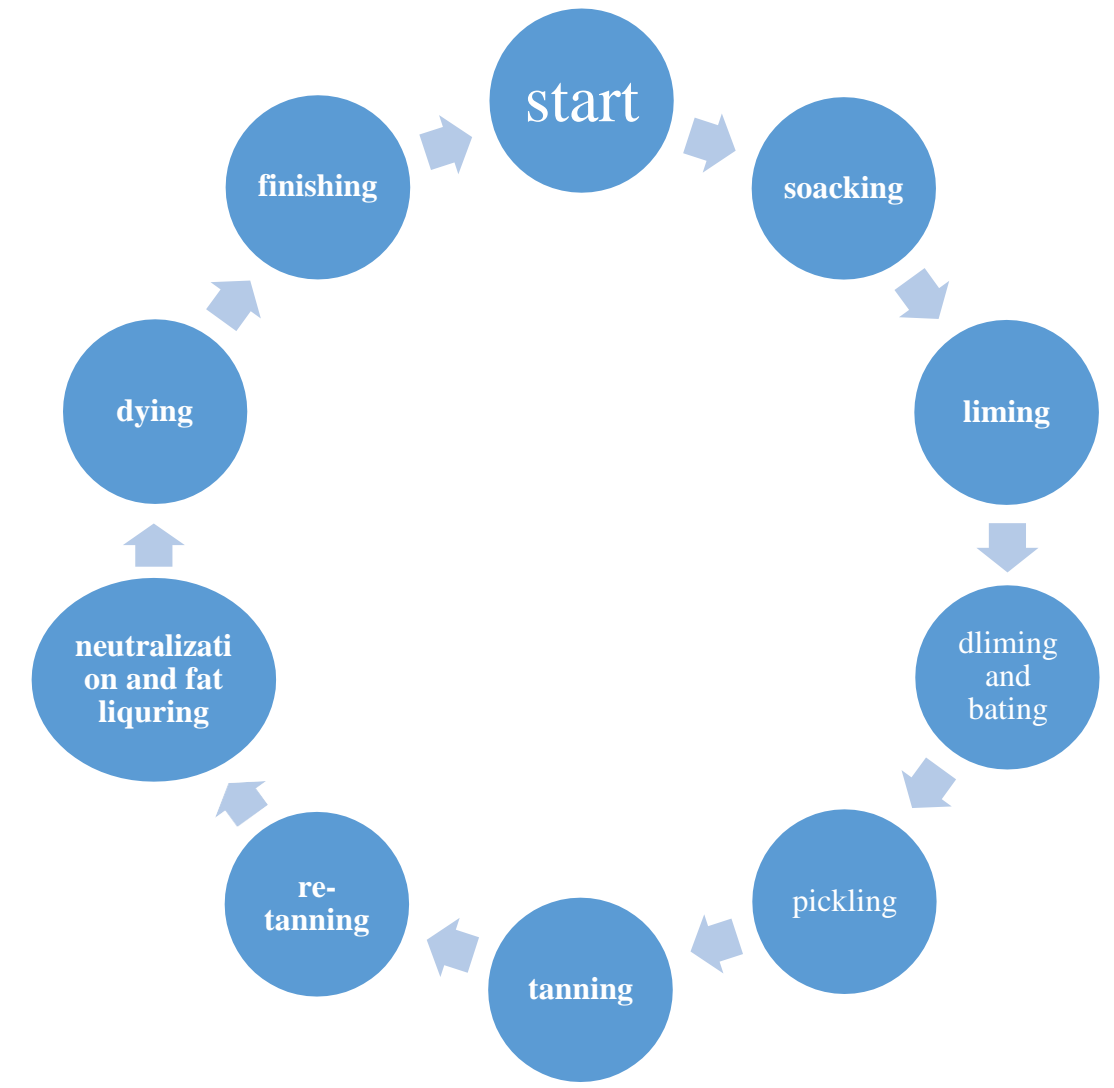 start
soacking
liming
dliming
and
bating
pickling
tanning
re-
tanning
neutralizati
on and fat
liquring
dying
finishing